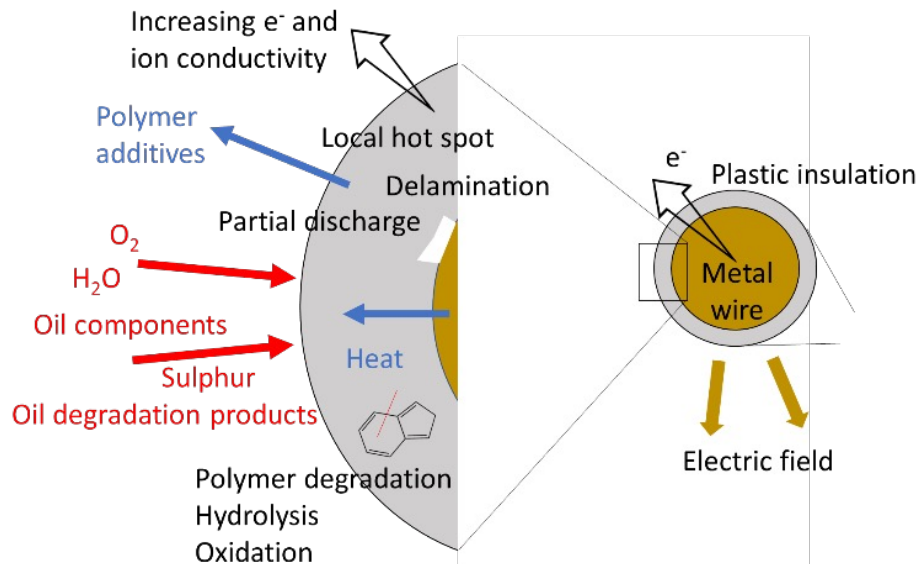 Increasing e⁻ and
ion conductivity
Polymer
additives
Local hot spot
Delamination
Partial discharge
O₂
H₂O
Oil components
Sulphur
Oil degradation products
Heat
Polymer degradation
Hydrolysis
Oxidation
e⁻
Plastic insulation
Metal
wire
Electric field